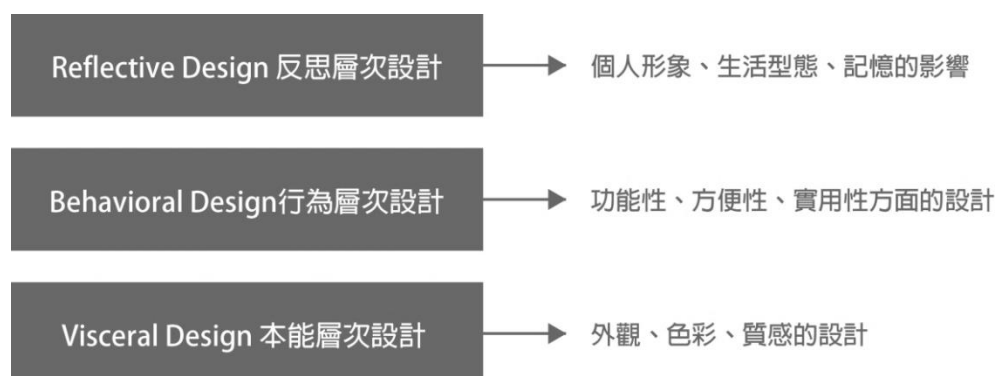 Reflective Design 反思層次設計
個人形象、生活型態、記憶的影響
Behavioral Design行為層次設計
功能性、方便性、實用性方面的設計
Visceral Design 本能層次設計
外觀、色彩、質感的設計